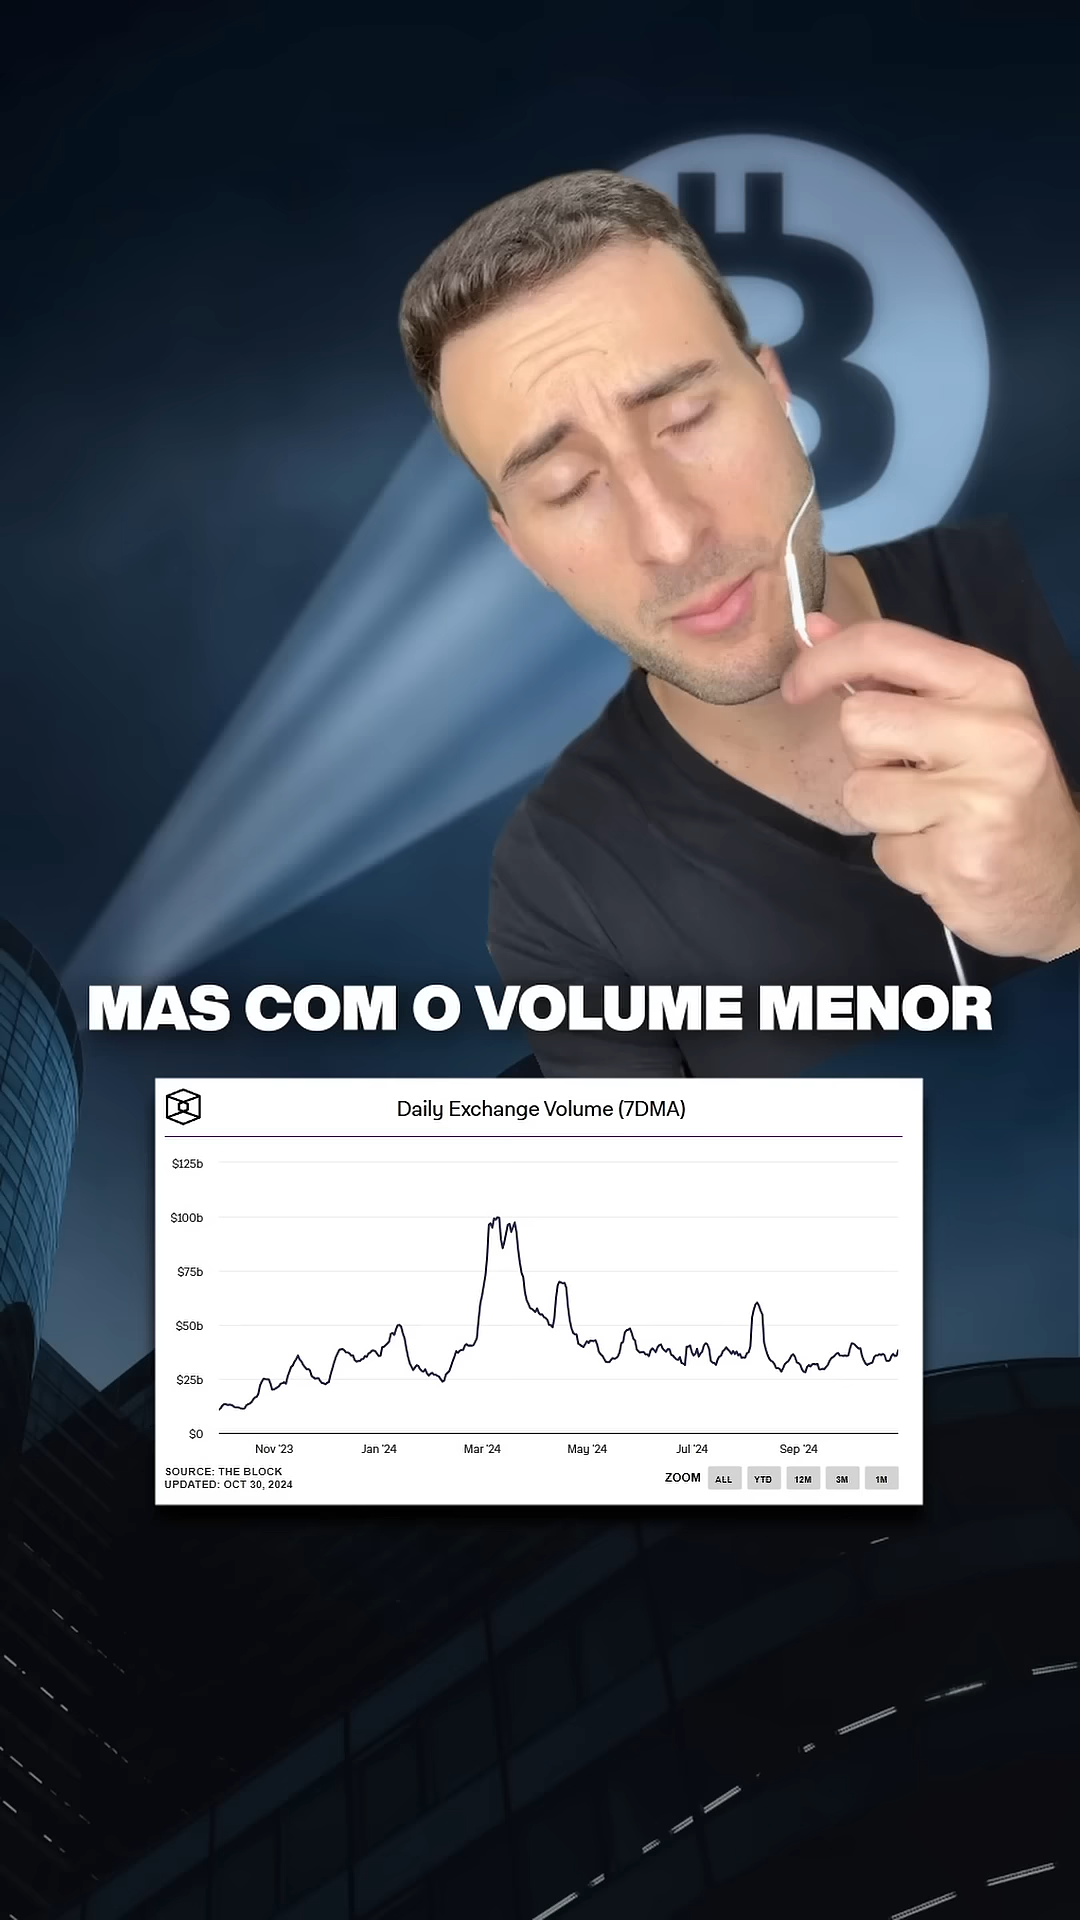 MAS COM O VOLUME MENOR
Daily Exchange Volume (7DMA)
$125b
$100b
$75b
$50b
$25b
$0
Nov '23 Jan '24 Mar '24 May '24 Jul '24 Sep '24
SOURCE: THE BLOCK
UPDATED: OCT 30, 2024
ZOOM ALL YTD 12M 3M 1M